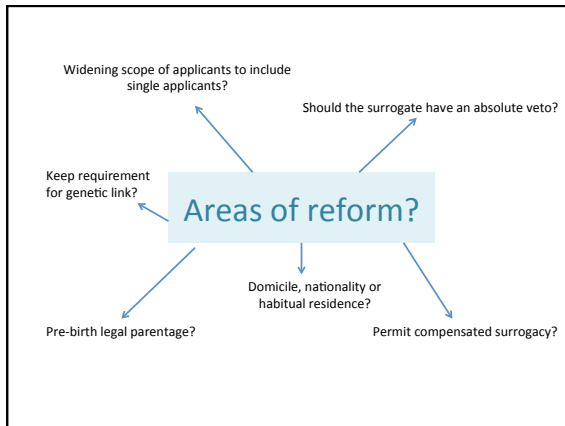 Widening scope of applicants to include
single applicants?
Should the surrogate have an absolute veto?
Keep requirement
for genetic link?
Areas of reform?
Domicile, nationality or
habitual residence?
Pre-birth legal parentage?
Permit compensated surrogacy?